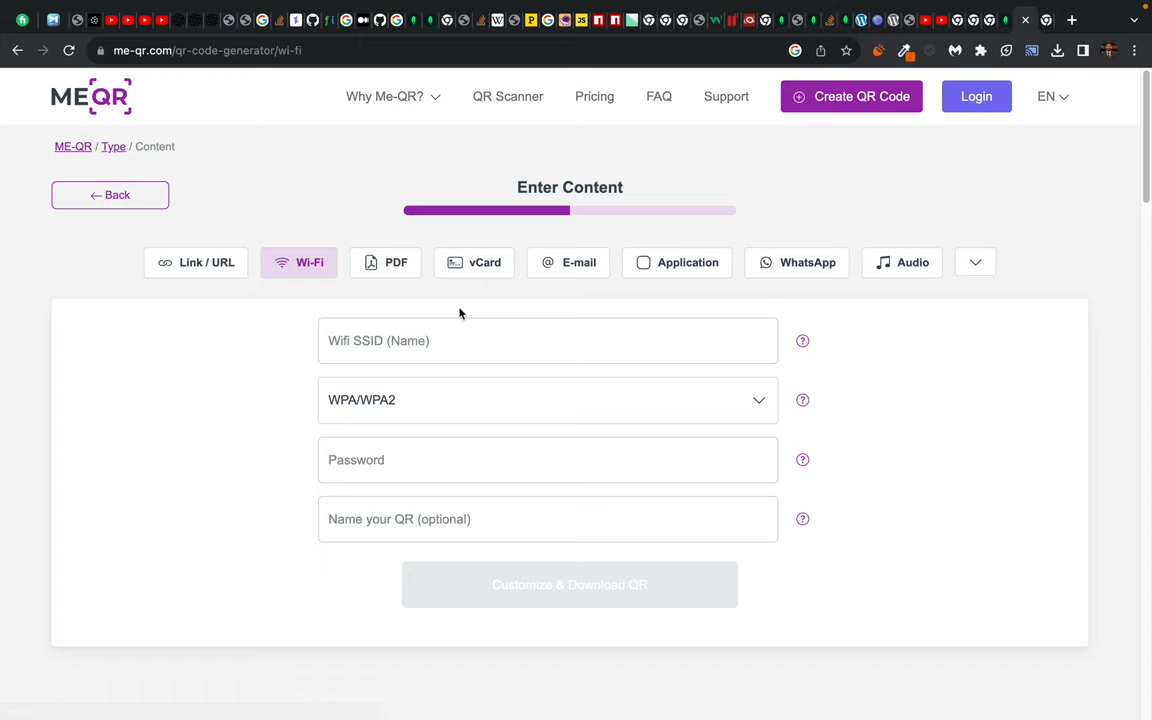 me-qr.com/qr-code-generator/wi-fi
MEQR
Why Me-QR?
QR Scanner
Pricing
FAQ
Support
Create QR Code
Login
EN
ME-QR / Type / Content
← Back
Enter Content
Link / URL
Wi-Fi
PDF
vCard
E-mail
Application
WhatsApp
Audio
Wifi SSID (Name)
WPA/WPA2
Password
Name your QR (optional)
Customize & Download QR